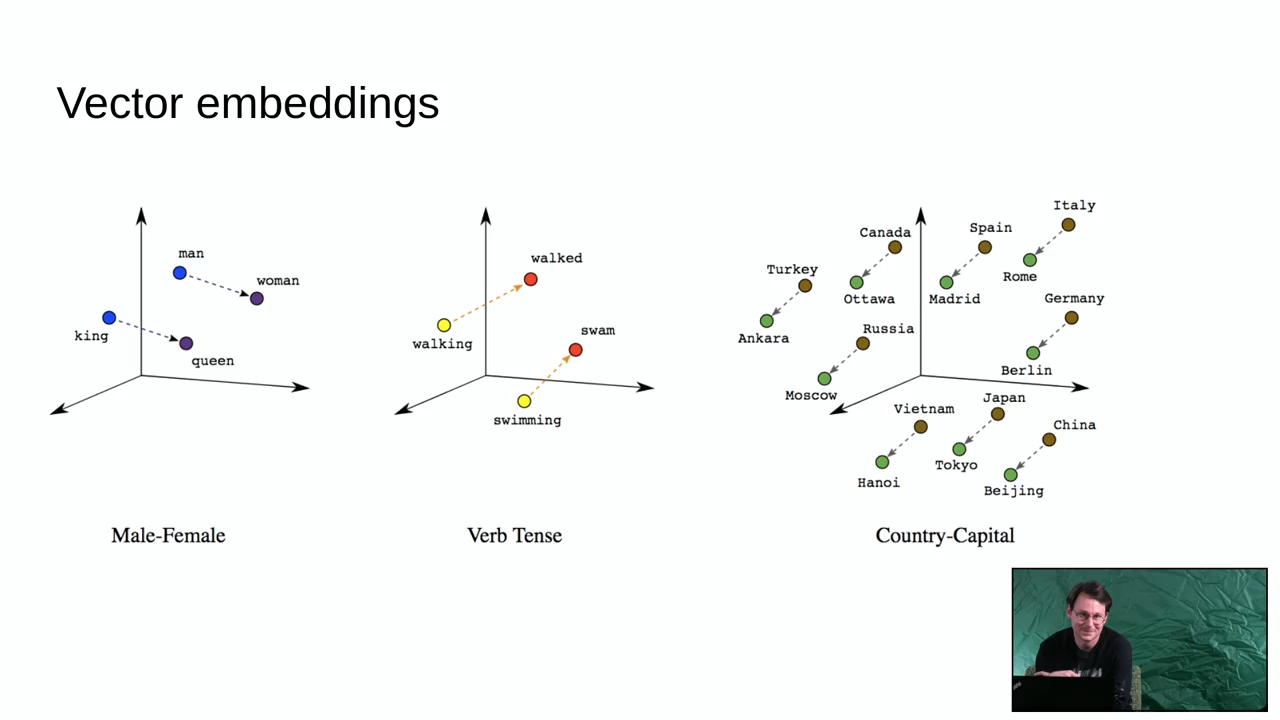 Vector embeddings
man
woman
king
queen
Male-Female
walked
walking
swam
swimming
Verb Tense
Italy
Spain
Canada
Turkey
Rome
Ottawa
Madrid
Germany
Russia
Ankara
Berlin
Moscow
Japan
Vietnam
China
Tokyo
Hanoi
Beijing
Country-Capital